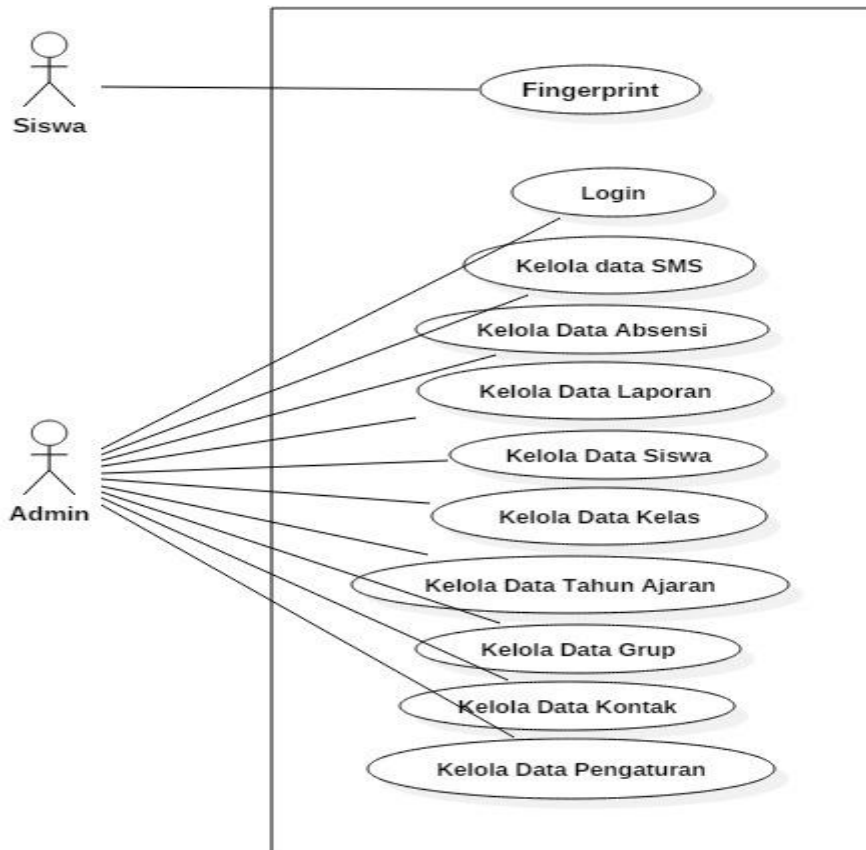 Siswa
Fingerprint
Login
Kelola data SMS
Kelola Data Absensi
Kelola Data Laporan
Kelola Data Siswa
Admin
Kelola Data Kelas
Kelola Data Tahun Ajaran
Kelola Data Grup
Kelola Data Kontak
Kelola Data Pengaturan